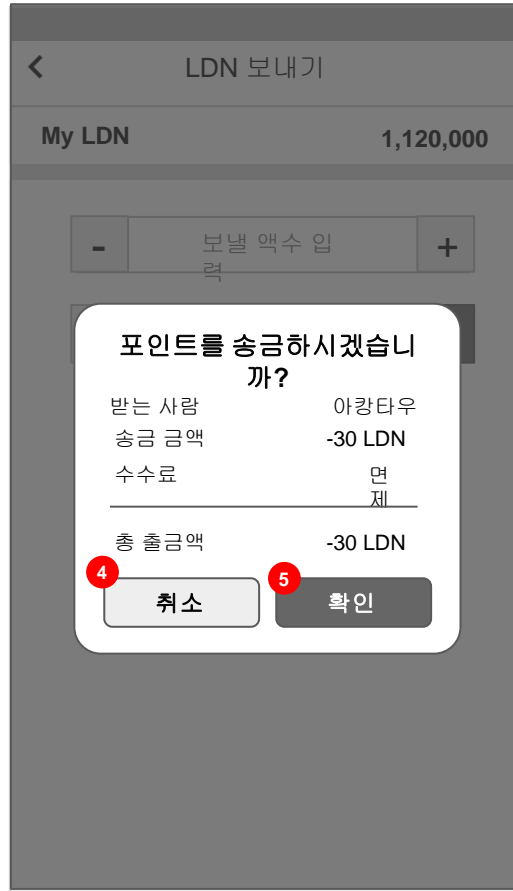 LDN 보내기
My LDN 1,120,000
- 보낼 액수 입 +
력
포인트를 송금하시겠습니
까?
받는 사람 아캉타우
송금 금액 -30 LDN
수수료 면
제
총 출금액 -30 LDN
4 5
취소 확인